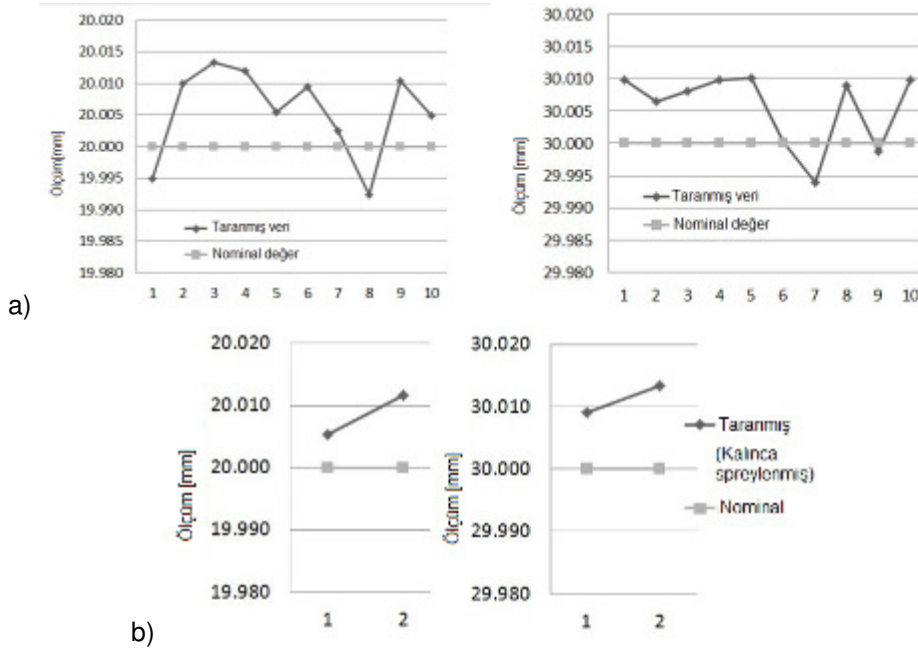 20.020
20.015
20.010
20.005
20.000
19.995
19.990
19.985
19.980
Ölçüm[mm]
Taranmış veri
Nominal değer
1 2 3 4 5 6 7 8 9 10
30.020
30.015
30.010
30.005
30.000
29.995
29.990
29.985
29.980
Ölçüm [mm]
Taranmış veri
Nominal değer
1 2 3 4 5 6 7 8 9 10
a)
20.020
20.010
20.000
19.990
19.980
Ölçüm [mm]
1 2
30.020
30.010
30.000
29.990
29.980
Ölçüm [mm]
1 2
Taranmış
(Kalınca
spreylenmış)
Nominal
b)